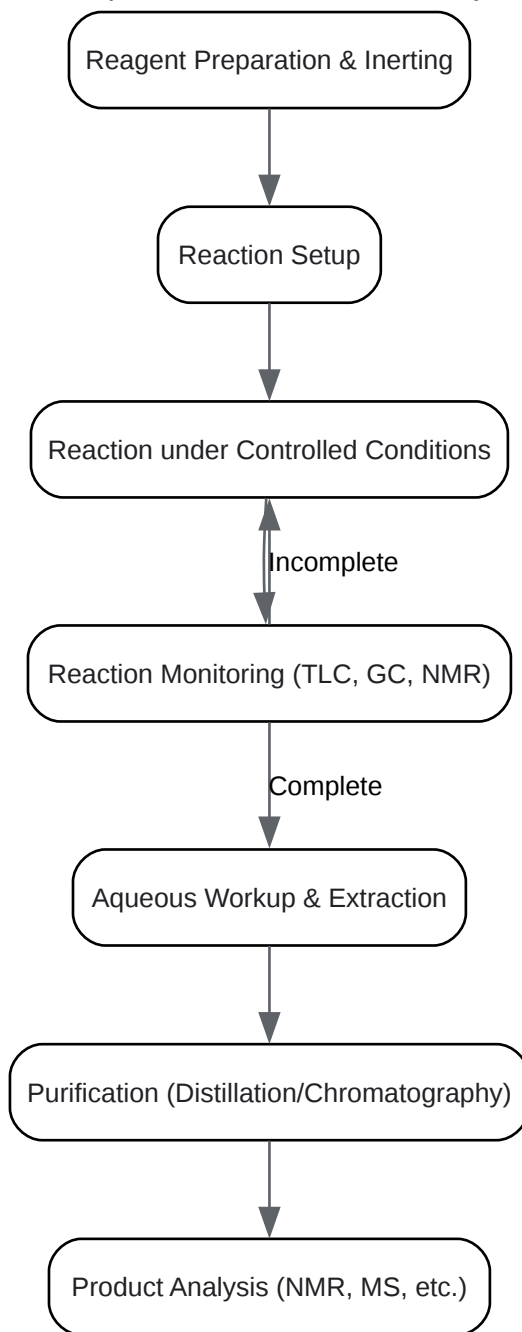 Reagent Preparation & Inerting
Reaction Setup
Reaction under Controlled Conditions
Incomplete
Reaction Monitoring (TLC, GC, NMR)
Complete
Aqueous Workup & Extraction
Purification (Distillation/Chromatography)
Product Analysis (NMR, MS, etc.)